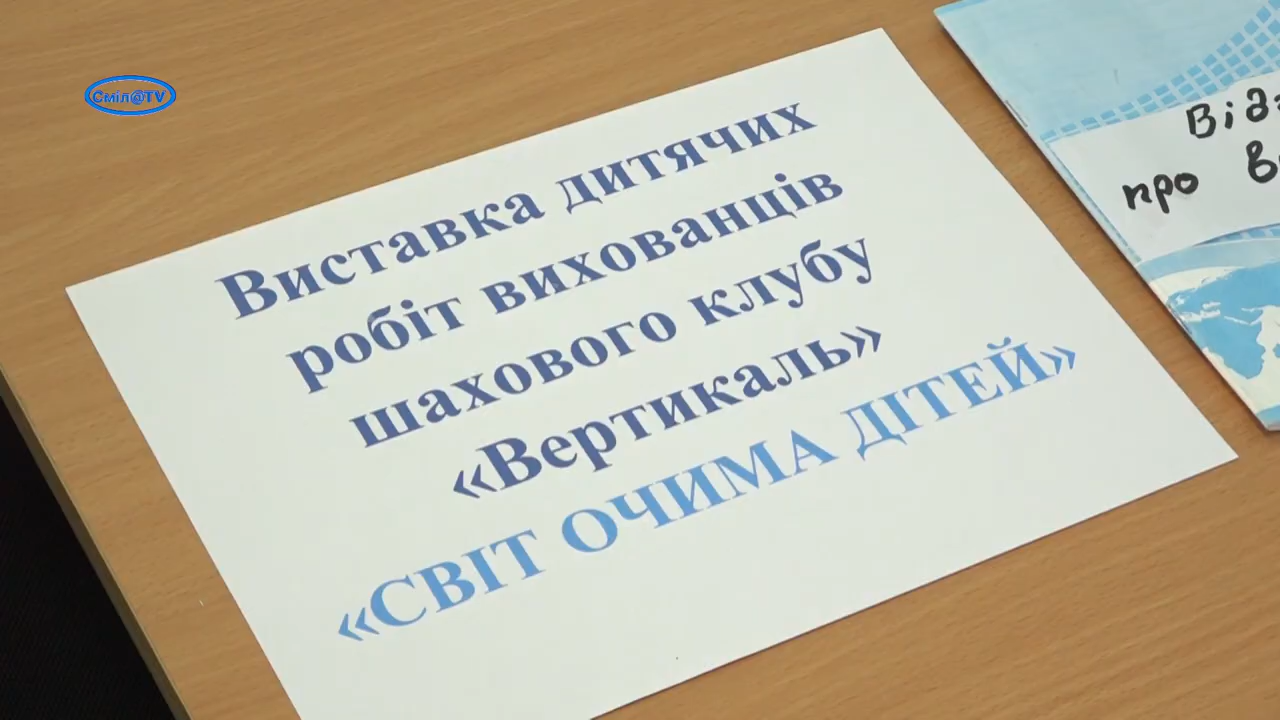 Сміл@TV
Виставка дитячих
робіт вихованців
шахового клубу
«Вертикаль»
«СВІТ ОЧИМА ДІТЕЙ»
про